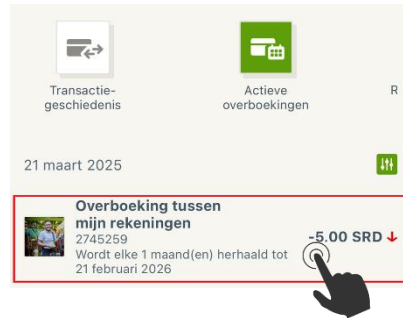 Transactie-
geschiedenis
Actieve
overboekingen
R
21 maart 2025
Overboeking tussen
mijn rekeningen
2745259
-5.00 SRD
Wordt elke 1 maand(en) herhaald tot
21 februari 2026